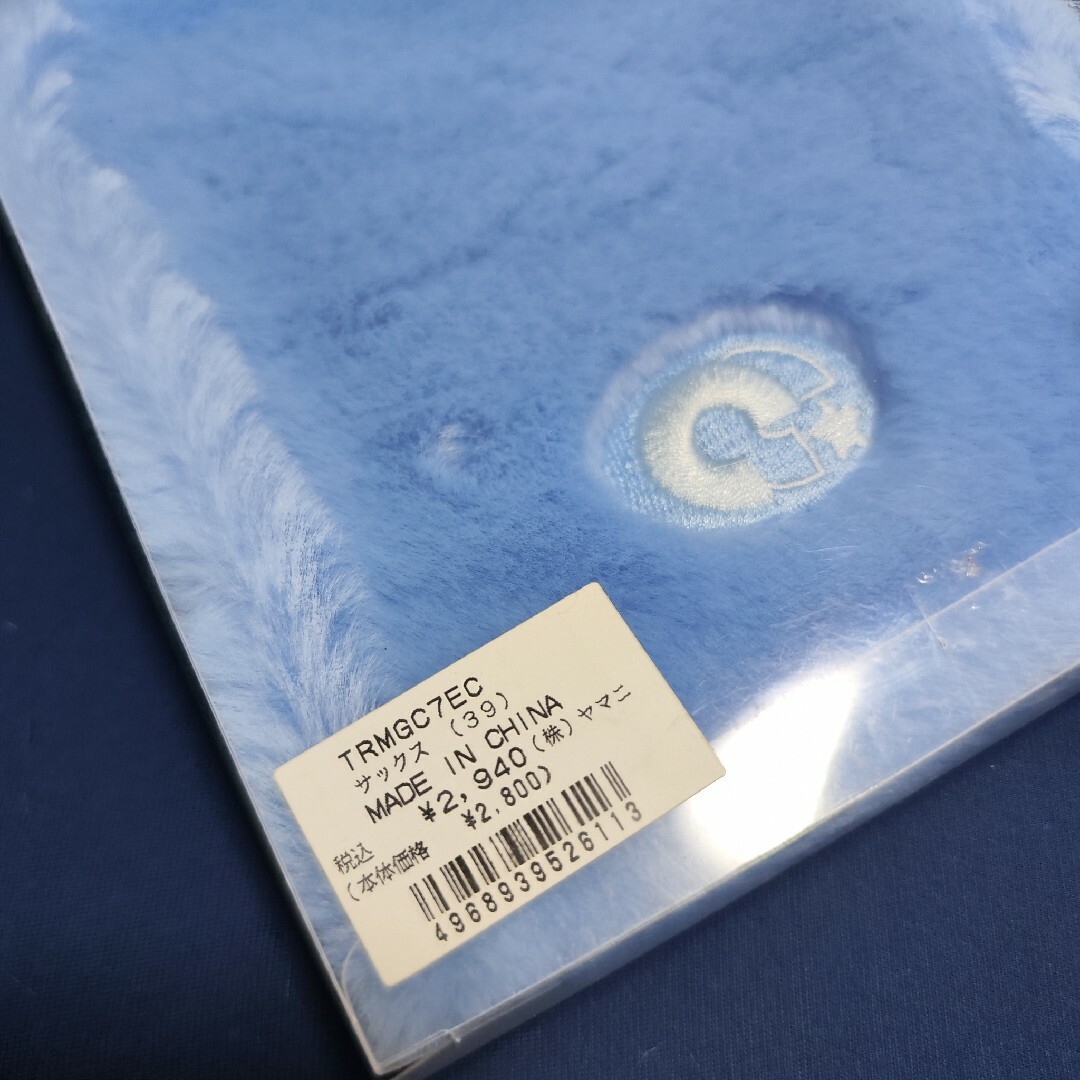 TRMGC7EC
サックス (39)
MADE IN CHINA
税込 ¥2,940 (株)ヤマニ
(本体価格 ¥2,800)
4968939526113